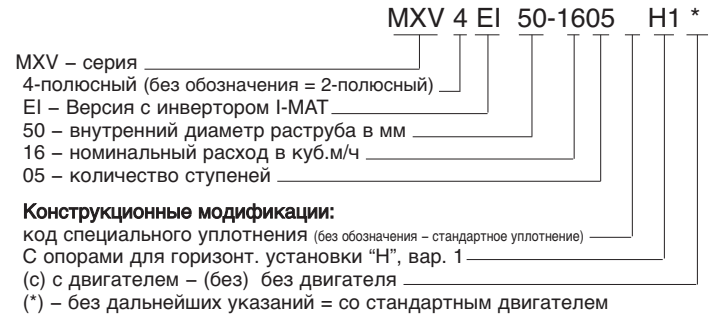 MXV 4 EI 50-1605 H1 *
MXV – серия
4-полюсный (без обозначения = 2-полюсный)
EI – Версия с инвертором I-MAT
50 – внутренний диаметр раструба в мм
16 – номинальный расход в куб.м/ч
05 – количество ступеней
Конструкционные модификации:
код специального уплотнения (без обозначения – стандартное уплотнение)
С опорами для горизонт. установки “H”, вар. 1
(с) с двигателем – (без) без двигателя
(*) – без дальнейших указаний = со стандартным двигателем